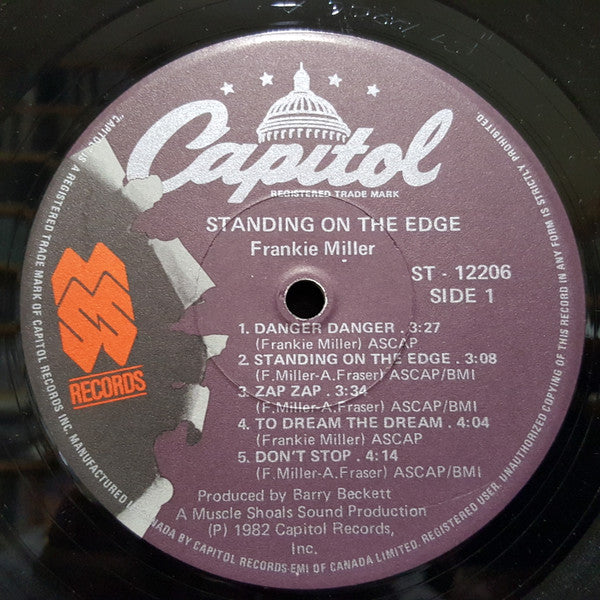 Capitol
REGISTERED TRADE MARK
STANDING ON THE EDGE
Frankie Miller
ST - 12206
SIDE 1
MSS
RECORDS
1. DANGER DANGER . 3:27
(Frankie Miller) ASCAP
2. STANDING ON THE EDGE . 3:08
(F.Miller-A.Fraser) ASCAP/BMI
3. ZAP ZAP . 3:34
(F.Miller-A.Fraser) ASCAP/BMI
4. TO DREAM THE DREAM . 4:04
(Frankie Miller) ASCAP
5. DON'T STOP . 4:14
(F.Miller-A.Fraser) ASCAP/BMI
Produced by Barry Beckett
A Muscle Shoals Sound Production
(P) 1982 Capitol Records,
Inc.
"CAPITOL" IS A REGISTERED TRADE MARK OF CAPITOL RECORDS INC. MANUFACTURED BY CAPITOL RECORDS-EMI OF CANADA LIMITED. REGISTERED USER. UNAUTHORIZED COPYING OF THIS RECORD IN ANY FORM IS STRICTLY PROHIBITED